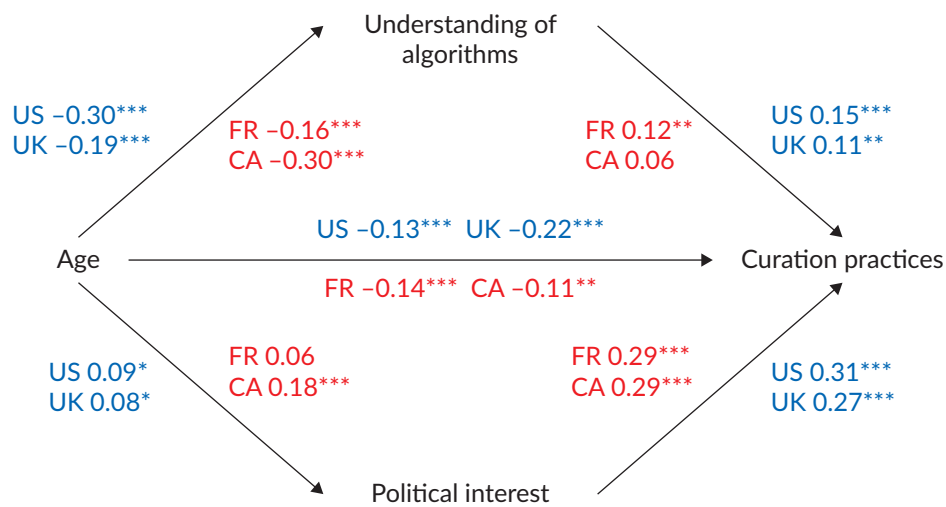 Understanding of
algorithms
US –0.30***
UK –0.19***
FR –0.16***
CA –0.30***
FR 0.12**
CA 0.06
US 0.15***
UK 0.11**
US –0.13*** UK –0.22***
Age
Curation practices
FR –0.14*** CA –0.11**
US 0.09*
UK 0.08*
FR 0.06
CA 0.18***
FR 0.29***
CA 0.29***
US 0.31***
UK 0.27***
Political interest